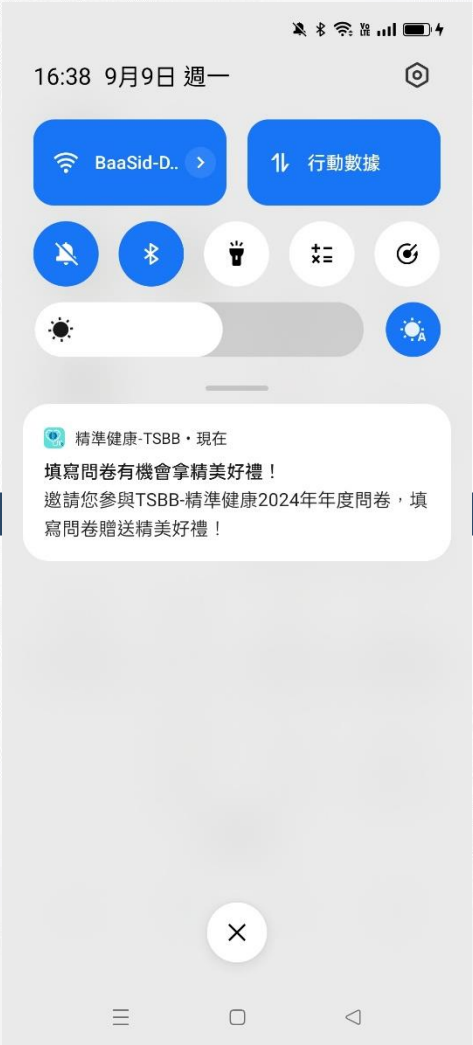 16:38 9月9日 週一
BaaSid-D..
行動數據
精準健康-TSBB・現在
填寫問卷有機會拿精美好禮！
邀請您參與TSBB-精準健康2024年年度問卷，填
寫問卷贈送精美好禮！